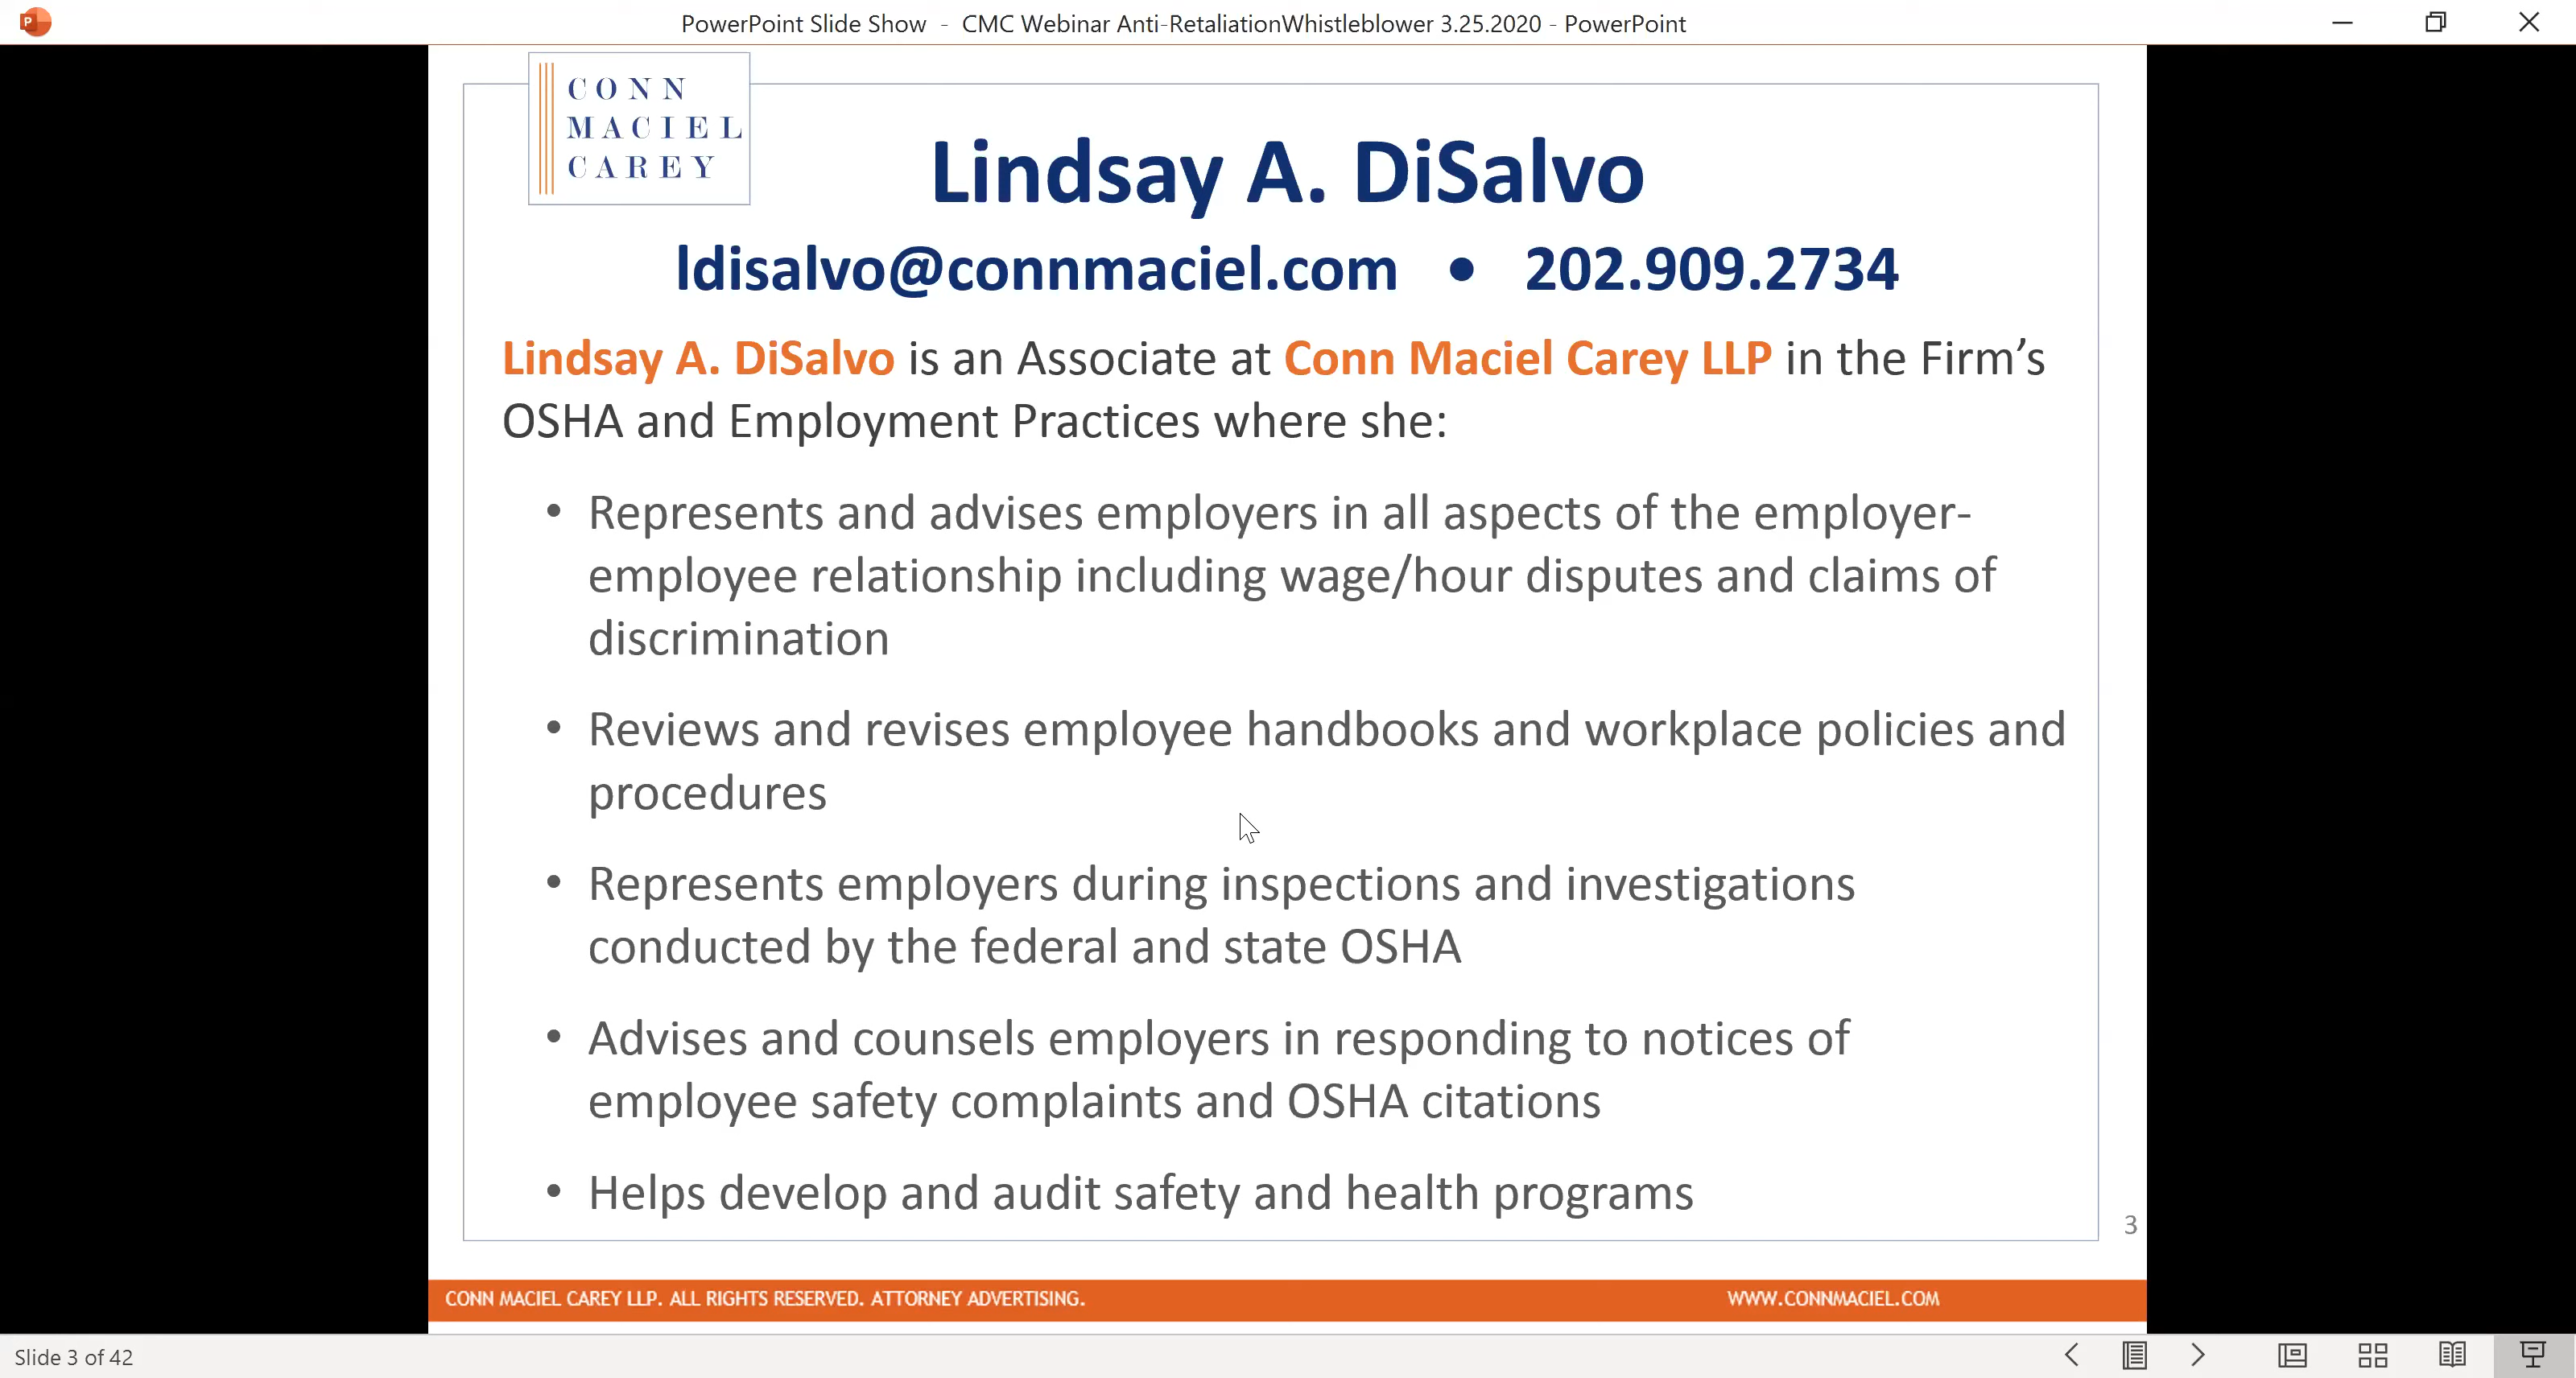 PowerPoint Slide Show - CMC Webinar Anti-RetaliationWhistleblower 3.25.2020 - PowerPoint
CONN
MACIEL
CAREY
Lindsay A. DiSalvo
ldisalvo@connmaciel.com • 202.909.2734
Lindsay A. DiSalvo is an Associate at Conn Maciel Carey LLP in the Firm's
OSHA and Employment Practices where she:
• Represents and advises employers in all aspects of the employer-
employee relationship including wage/hour disputes and claims of
discrimination
• Reviews and revises employee handbooks and workplace policies and
procedures
• Represents employers during inspections and investigations
conducted by the federal and state OSHA
• Advises and counsels employers in responding to notices of
employee safety complaints and OSHA citations
• Helps develop and audit safety and health programs
3
CONN MACIEL CAREY LLP. ALL RIGHTS RESERVED. ATTORNEY ADVERTISING.
WWW.CONNMACIEL.COM
Slide 3 of 42